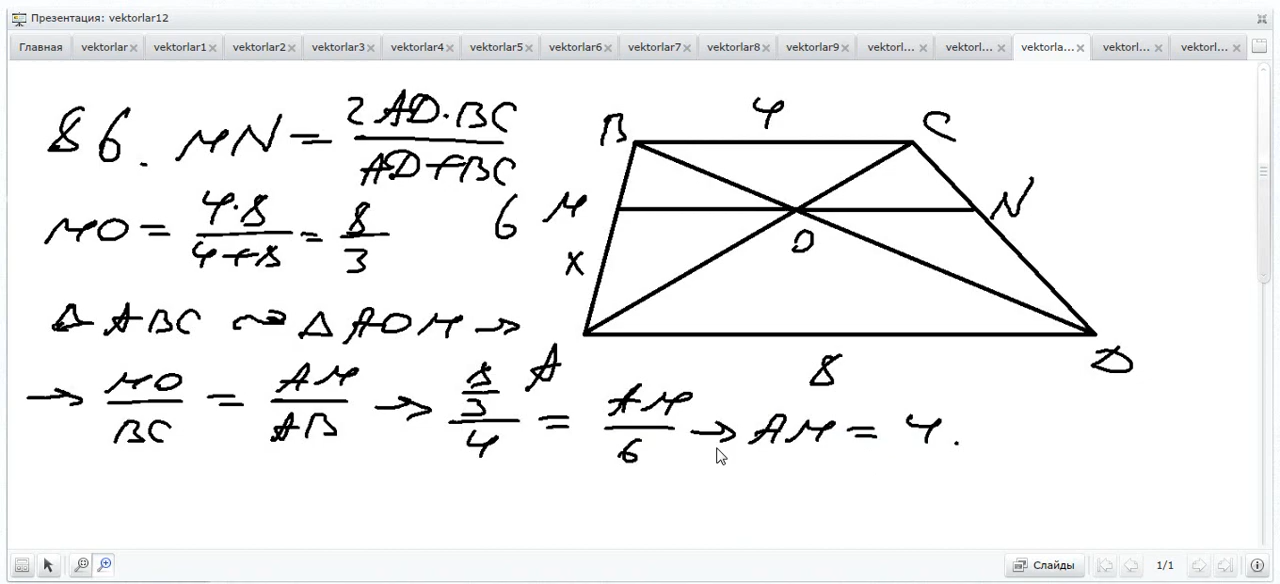 Презентация: vektorlar12
Главная vektorlar vektorlar1 vektorlar2 vektorlar3 vektorlar4 vektorlar5 vektorlar6 vektorlar7 vektorlar8 vektorlar9 vektorl... vektorl... vektorla... vektorl... vektorl...
86. MN = 2AD·BC / AD+BC
MO = 4·8 / 4+8 = 8/3
Δ ABC ~ Δ AOM →
→ MO/BC = AM/AB → 8/3 / 4 = AM/6 → AM = 4.
B 4 C
6 M N
O
X
A 8 D
Слайды 1/1